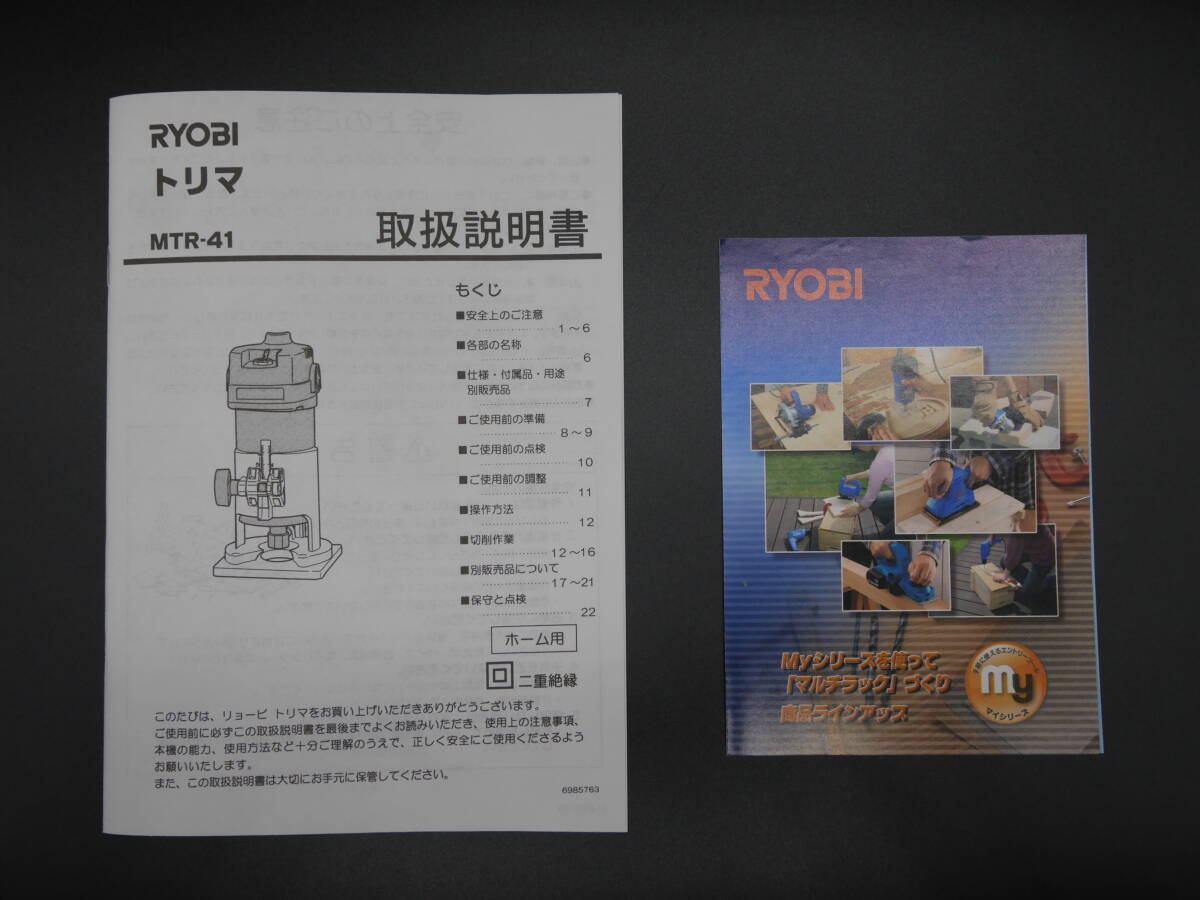 RYOBI
トリマ
MTR-41
取扱説明書
もくじ
■安全上のご注意
1～6
■各部の名称
6
■仕様・付属品・用途
別販売品
7
■ご使用前の準備
8～9
■ご使用前の点検
10
■ご使用前の調整
11
■操作方法
12
■切削作業
12～16
■別販売品について
17～21
■保守と点検
22
ホーム用
二重絶縁
このたびは、リョービ トリマをお買い上げいただきありがとうございます。
ご使用前に必ずこの取扱説明書を最後までよくお読みいただき、使用上の注意事項、
本機の能力、使用方法など十分ご理解のうえで、正しく安全にご使用くださるよう
お願いいたします。
また、この取扱説明書は大切にお手元に保管してください。
6985763
RYOBI
Myシリーズを使って
「マルチラック」づくり
商品ラインアップ
手軽に使えるエントリーツール
my
マイシリーズ